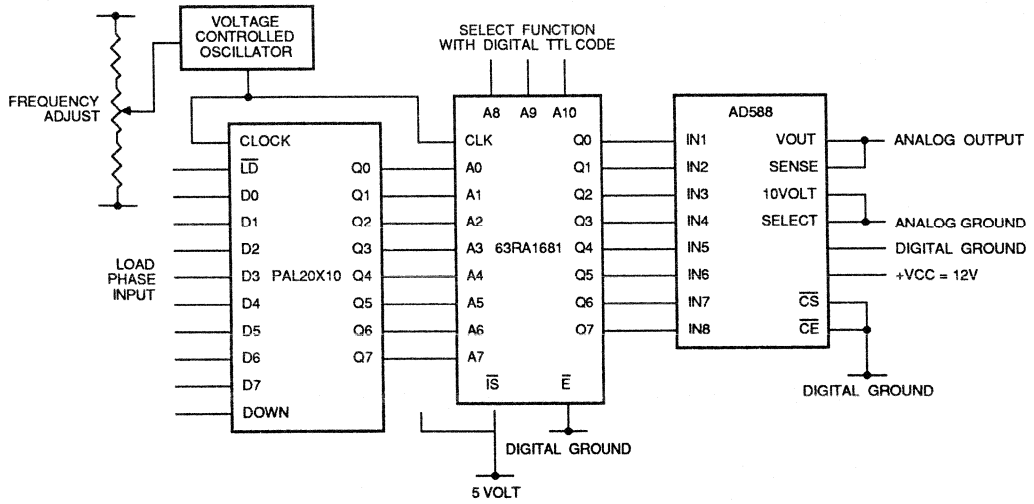 VOLTAGE
CONTROLLED
OSCILLATOR
FREQUENCY
ADJUST
SELECT FUNCTION
WITH DIGITAL TTL CODE
A8 A9 A10
AD588
CLOCK
CLK
Q0
IN1
VOUT
ANALOG OUTPUT
L̅D̅
Q0
A0
Q1
IN2
SENSE
D0
Q1
A1
Q2
IN3
10VOLT
D1
Q2
A2
Q3
IN4
SELECT
ANALOG GROUND
D2
Q3
A3
63RA1681
Q4
IN5
DIGITAL GROUND
LOAD
PHASE
INPUT
D3
PAL20X10
Q4
A4
Q5
IN6
+VCC = 12V
D4
Q5
A5
Q6
IN7
C̅S̅
D5
Q6
A6
O7
IN8
C̅E̅
D6
Q7
A7
D7
I̅S̅
E̅
DIGITAL GROUND
DOWN
DIGITAL GROUND
5 VOLT